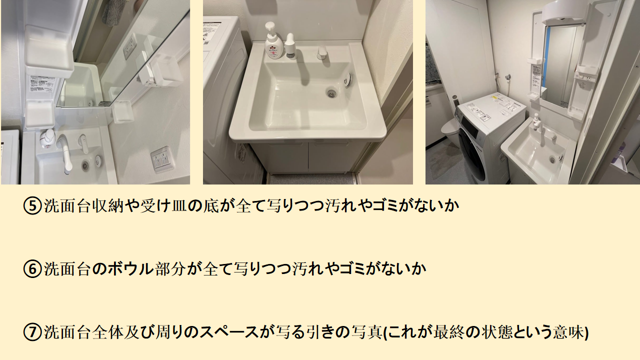 ⑤洗面台収納や受け皿の底が全て写りつつ汚れやゴミがないか
⑥洗面台のボウル部分が全て写りつつ汚れやゴミがないか
⑦洗面台全体及び周りのスペースが写る引きの写真(これが最終の状態という意味)